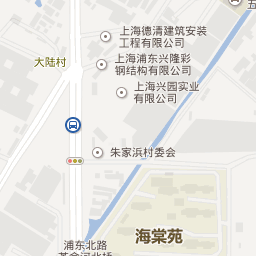 五
上海德清建筑安装
工程有限公司
大陆村
上海浦东兴隆彩
钢结构有限公司
上海兴园实业
有限公司
朱家浜村委会
海棠苑
浦东北路